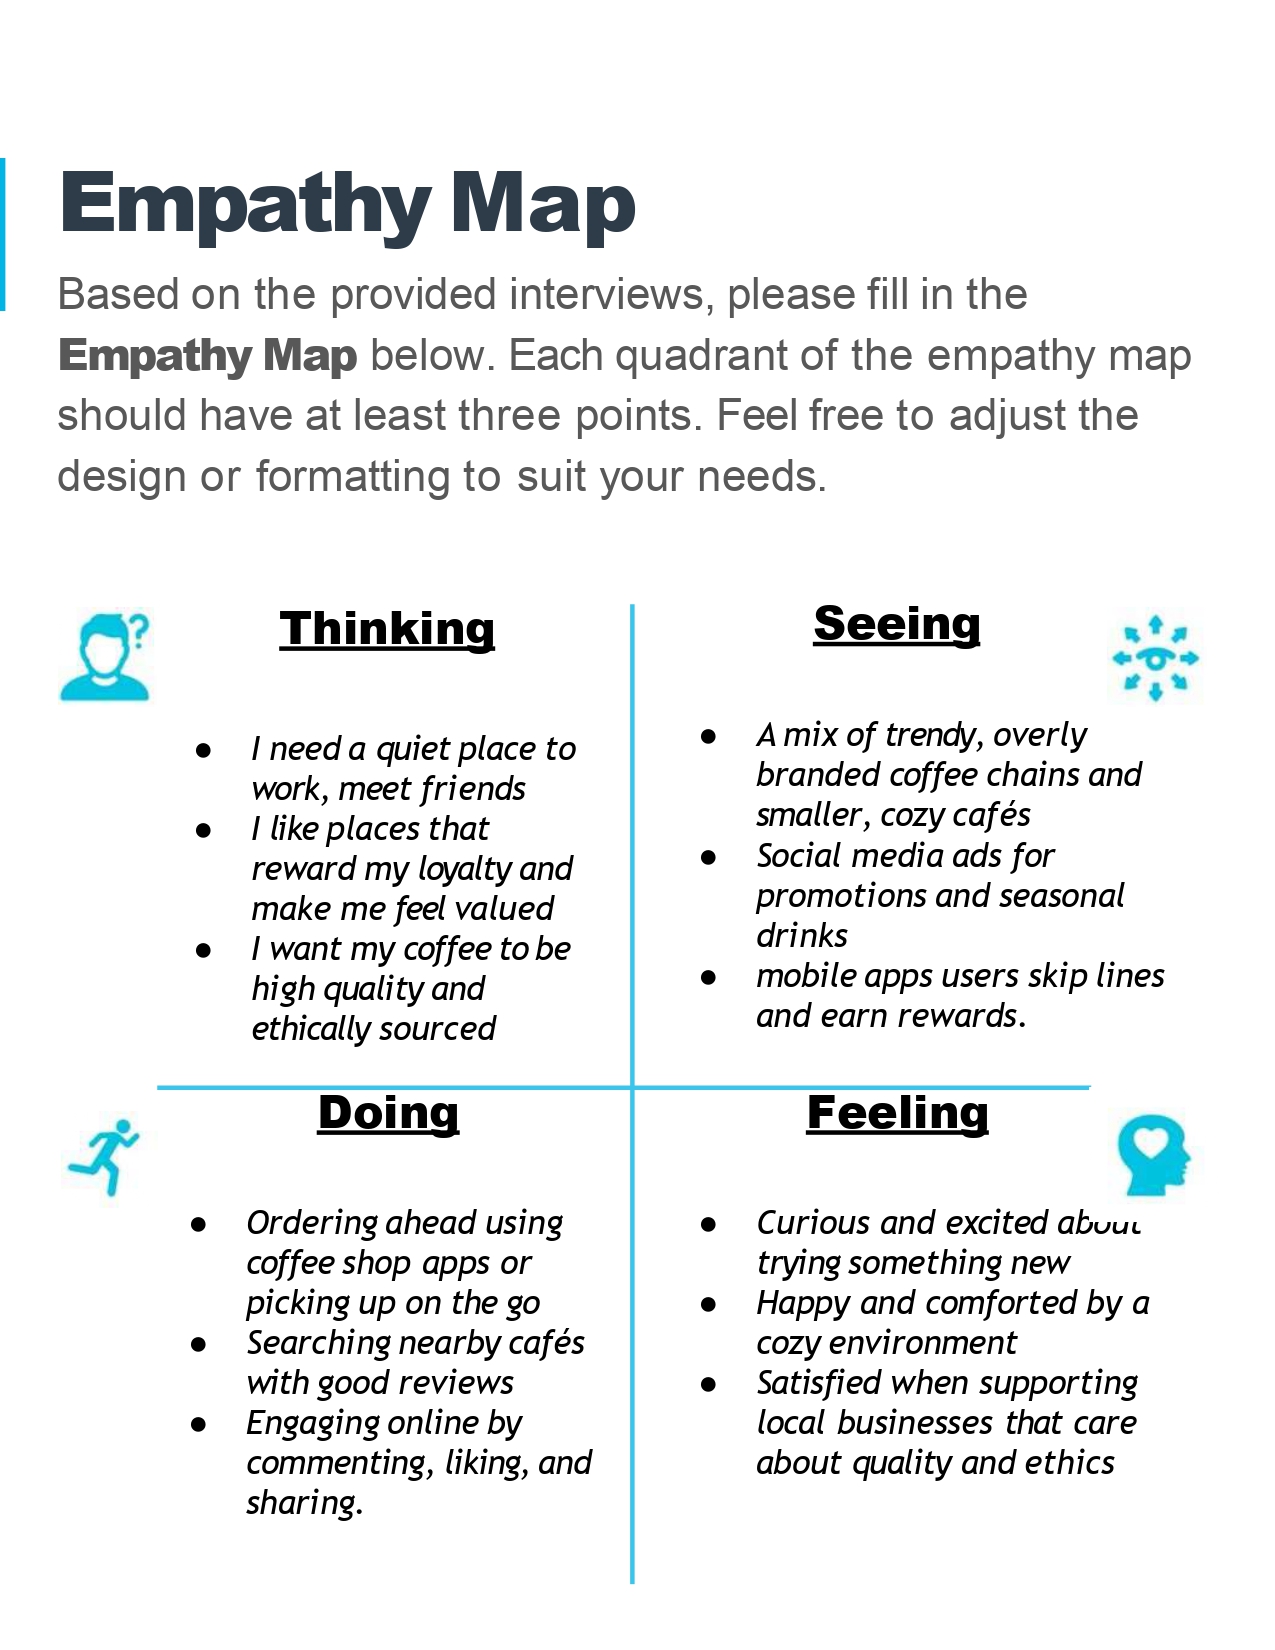 Empathy Map
Based on the provided interviews, please fill in the
Empathy Map below. Each quadrant of the empathy map
should have at least three points. Feel free to adjust the
design or formatting to suit your needs.
Thinking
● I need a quiet place to
work, meet friends
● I like places that
reward my loyalty and
make me feel valued
● I want my coffee to be
high quality and
ethically sourced
Seeing
● A mix of trendy, overly
branded coffee chains and
smaller, cozy cafés
● Social media ads for
promotions and seasonal
drinks
● mobile apps users skip lines
and earn rewards.
Doing
● Ordering ahead using
coffee shop apps or
picking up on the go
● Searching nearby cafés
with good reviews
● Engaging online by
commenting, liking, and
sharing.
Feeling
● Curious and excited about
trying something new
● Happy and comforted by a
cozy environment
● Satisfied when supporting
local businesses that care
about quality and ethics